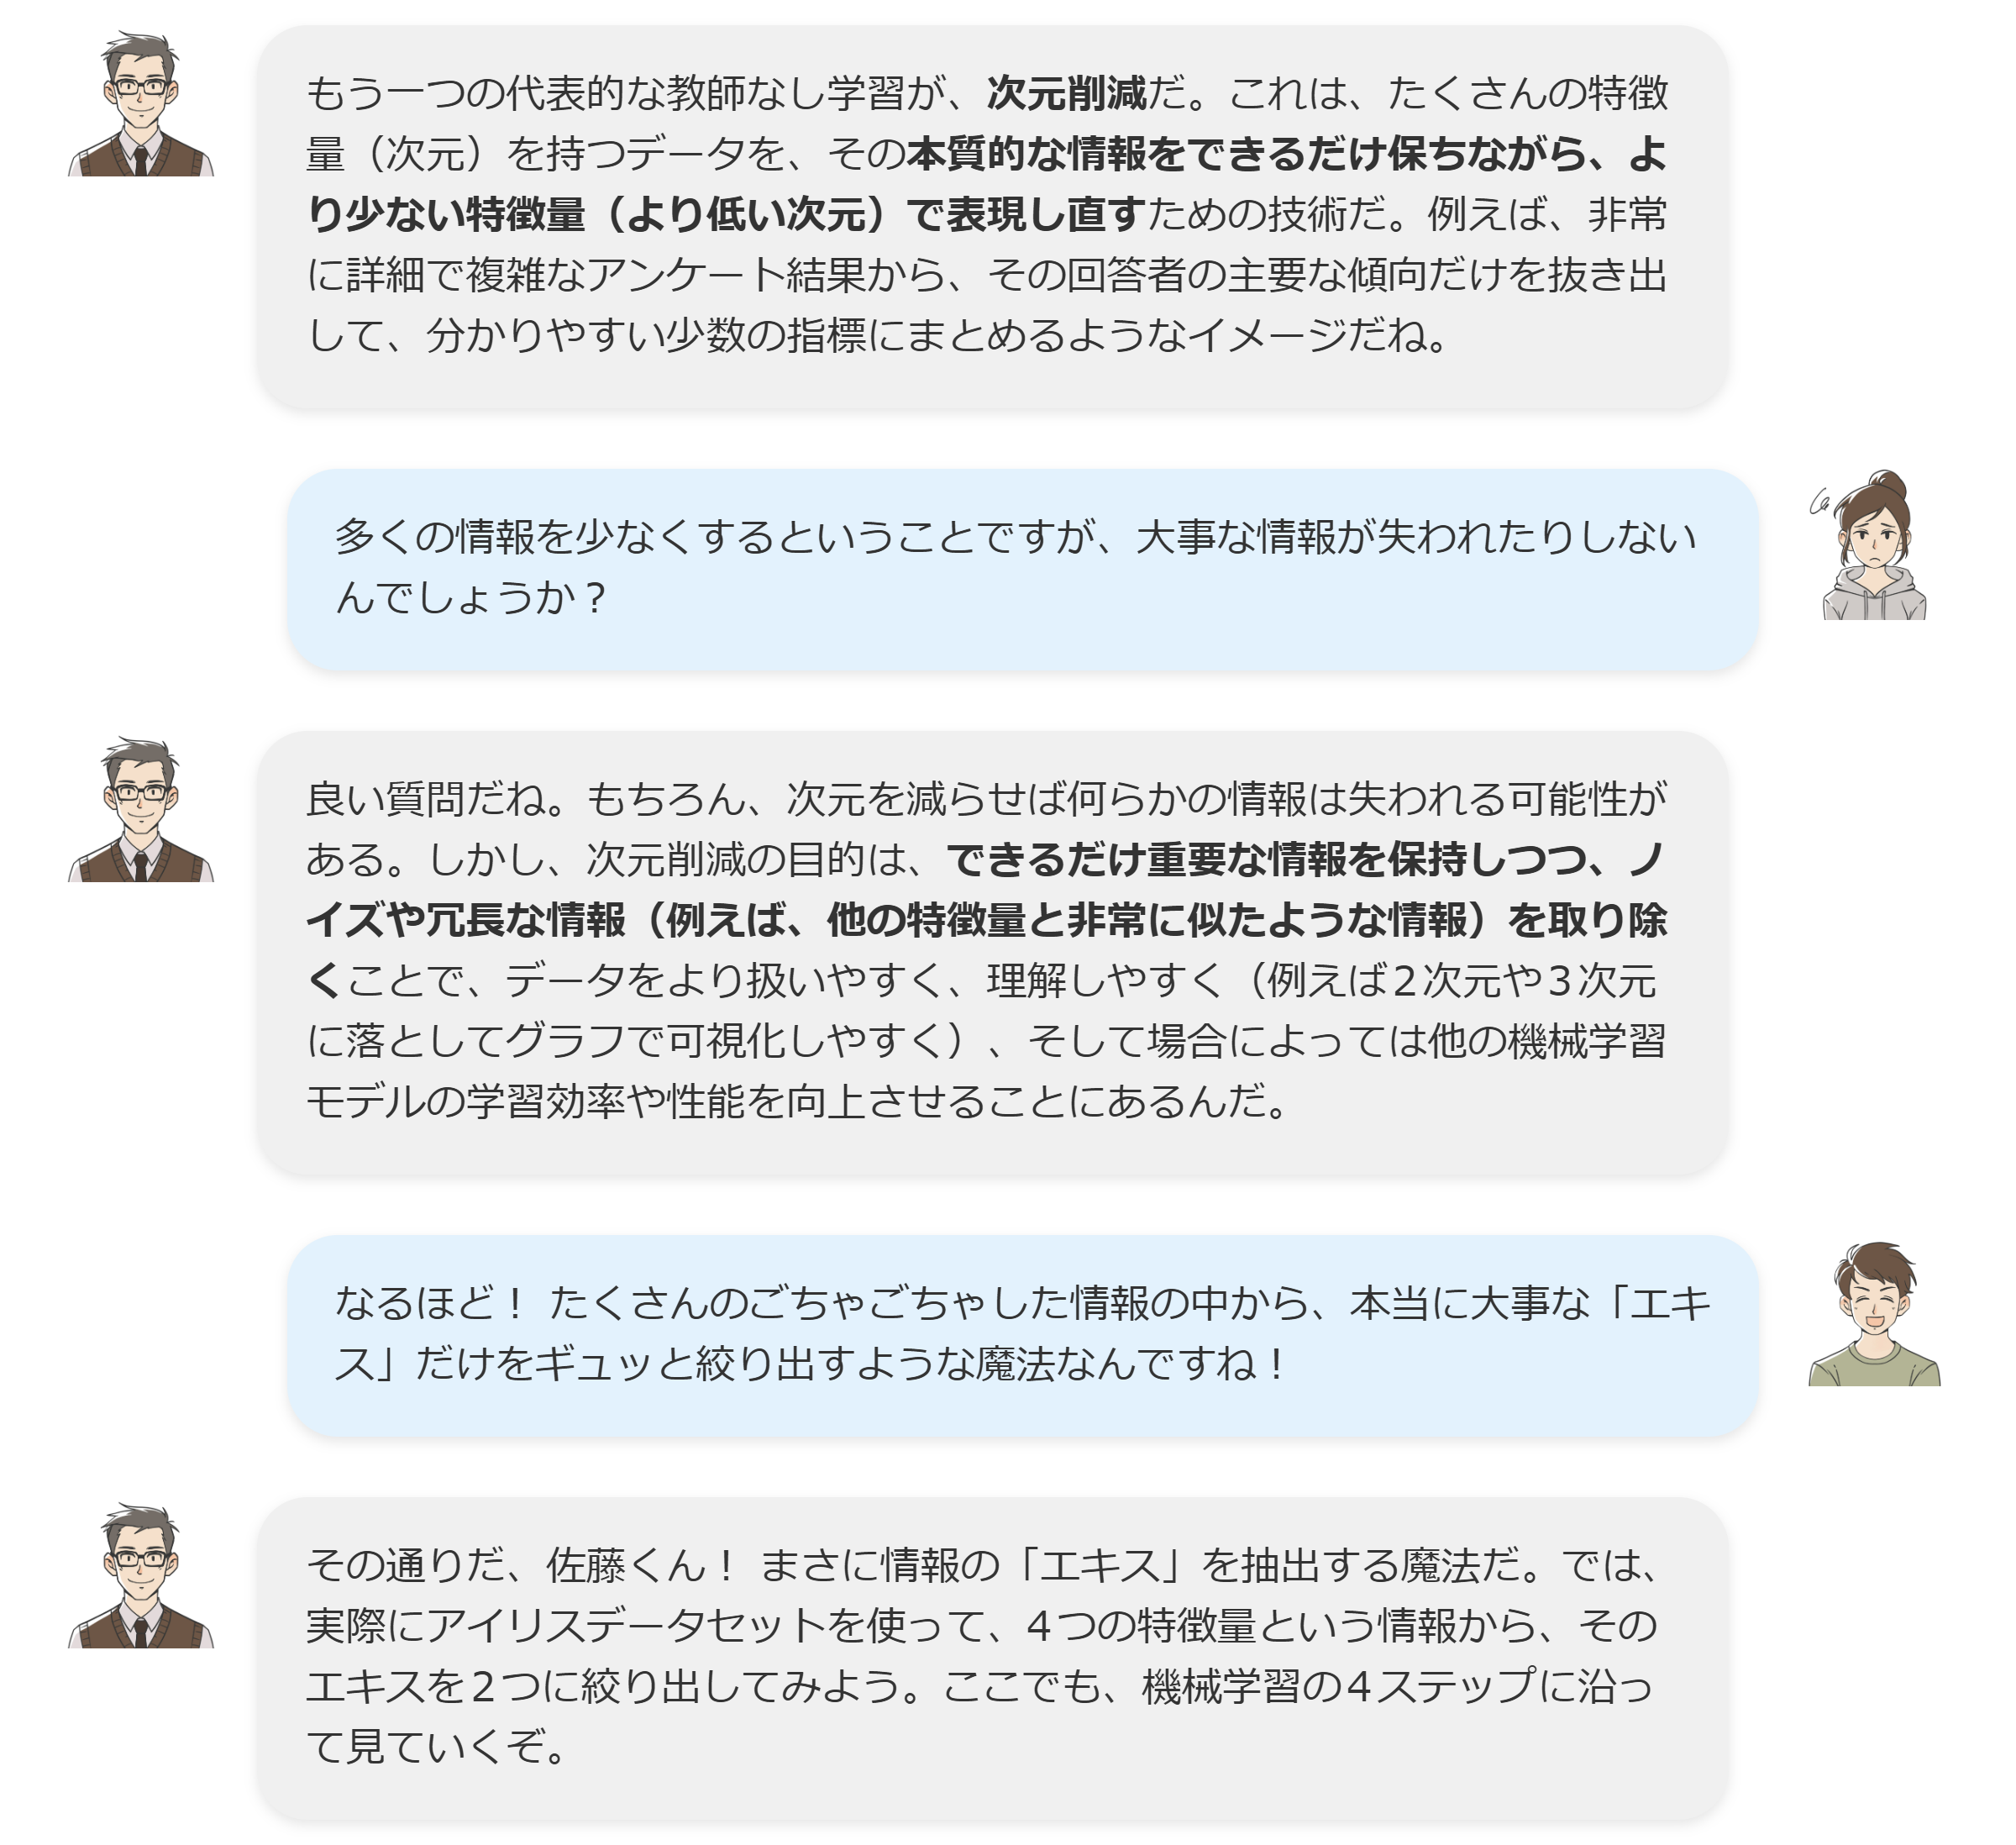 もう一つの代表的な教師なし学習が、次元削減だ。これは、たくさんの特徴
量（次元）を持つデータを、その本質的な情報をできるだけ保ちながら、よ
り少ない特徴量（より低い次元）で表現し直すための技術だ。例えば、非常
に詳細で複雑なアンケート結果から、その回答者の主要な傾向だけを抜き出
して、分かりやすい少数の指標にまとめるようなイメージだね。
多くの情報を少なくするということですが、大事な情報が失われたりしない
んでしょうか？
良い質問だね。もちろん、次元を減らせば何らかの情報は失われる可能性が
ある。しかし、次元削減の目的は、できるだけ重要な情報を保持しつつ、ノ
イズや冗長な情報（例えば、他の特徴量と非常に似たような情報）を取り除
くことで、データをより扱いやすく、理解しやすく（例えば２次元や３次元
に落としてグラフで可視化しやすく）、そして場合によっては他の機械学習
モデルの学習効率や性能を向上させることにあるんだ。
なるほど！ たくさんのごちゃごちゃした情報の中から、本当に大事な「エキ
ス」だけをギュッと絞り出すような魔法なんですね！
その通りだ、佐藤くん！ まさに情報の「エキス」を抽出する魔法だ。では、
実際にアイリスデータセットを使って、４つの特徴量という情報から、その
エキスを２つに絞り出してみよう。ここでも、機械学習の４ステップに沿っ
て見ていくぞ。